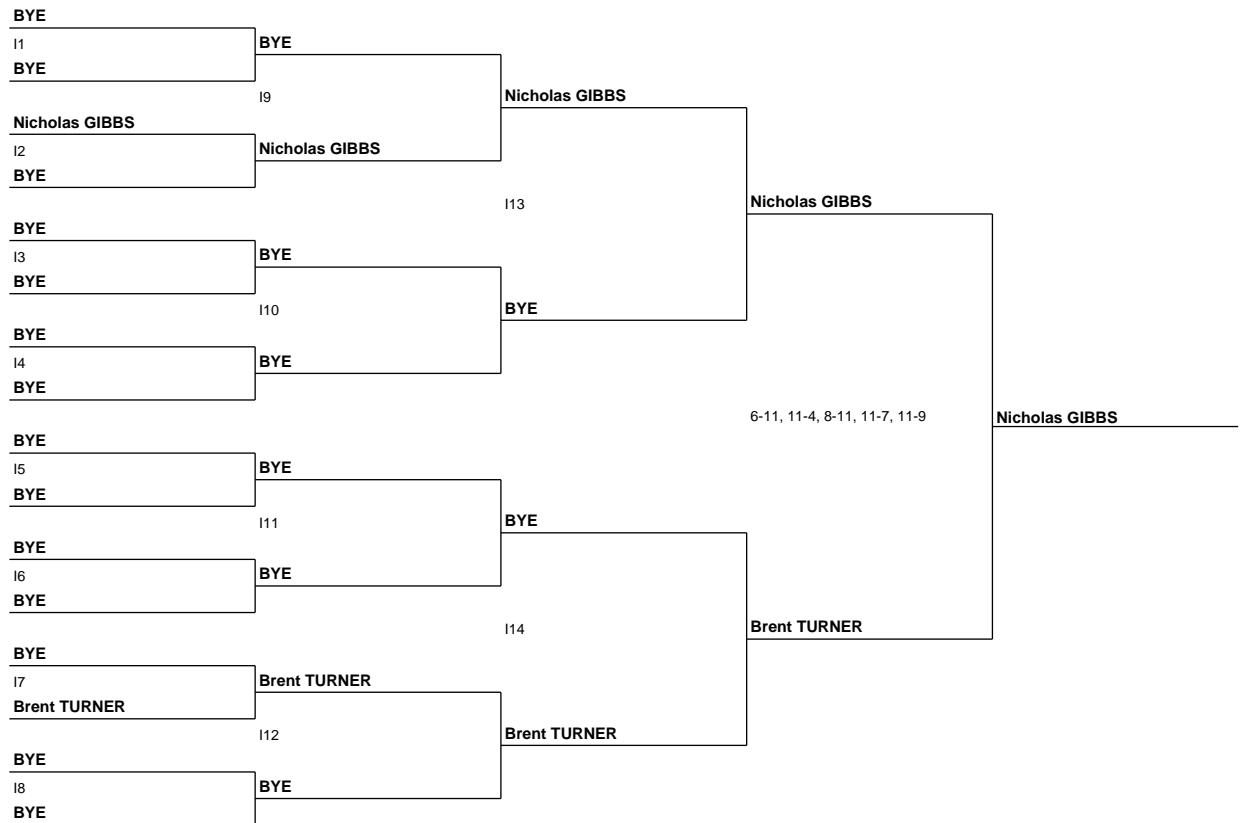 BYE
I1
BYE
BYE
I9
Nicholas GIBBS
Nicholas GIBBS
I2
Nicholas GIBBS
BYE
I13
Nicholas GIBBS
BYE
I3
BYE
BYE
I10
BYE
BYE
I4
BYE
BYE
6-11, 11-4, 8-11, 11-7, 11-9
Nicholas GIBBS
BYE
I5
BYE
BYE
I11
BYE
BYE
I6
BYE
BYE
I14
Brent TURNER
BYE
I7
Brent TURNER
Brent TURNER
I12
Brent TURNER
BYE
I8
BYE
BYE